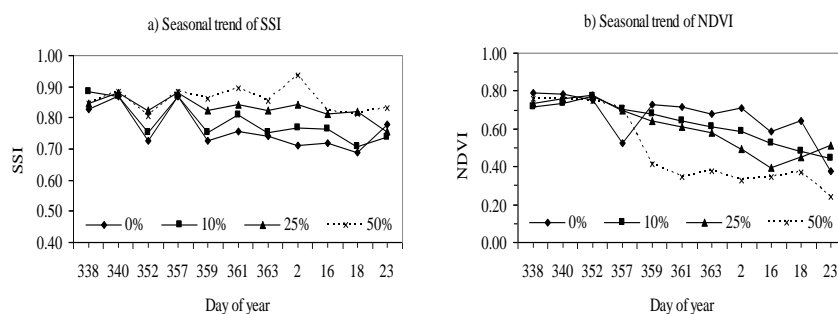 a) Seasonal trend of SSI
1.00
0.90
0.80
0.70
0.60
0.50
0.40
SSI
0% 10% 25% 50%
338 340 352 357 359 361 363 2 16 18 23
Day of year
b) Seasonal trend of NDVI
1.00
0.80
0.60
0.40
0.20
0.00
NDVI
0% 10% 25% 50%
338 340 352 357 359 361 363 2 16 18 23
Day of year